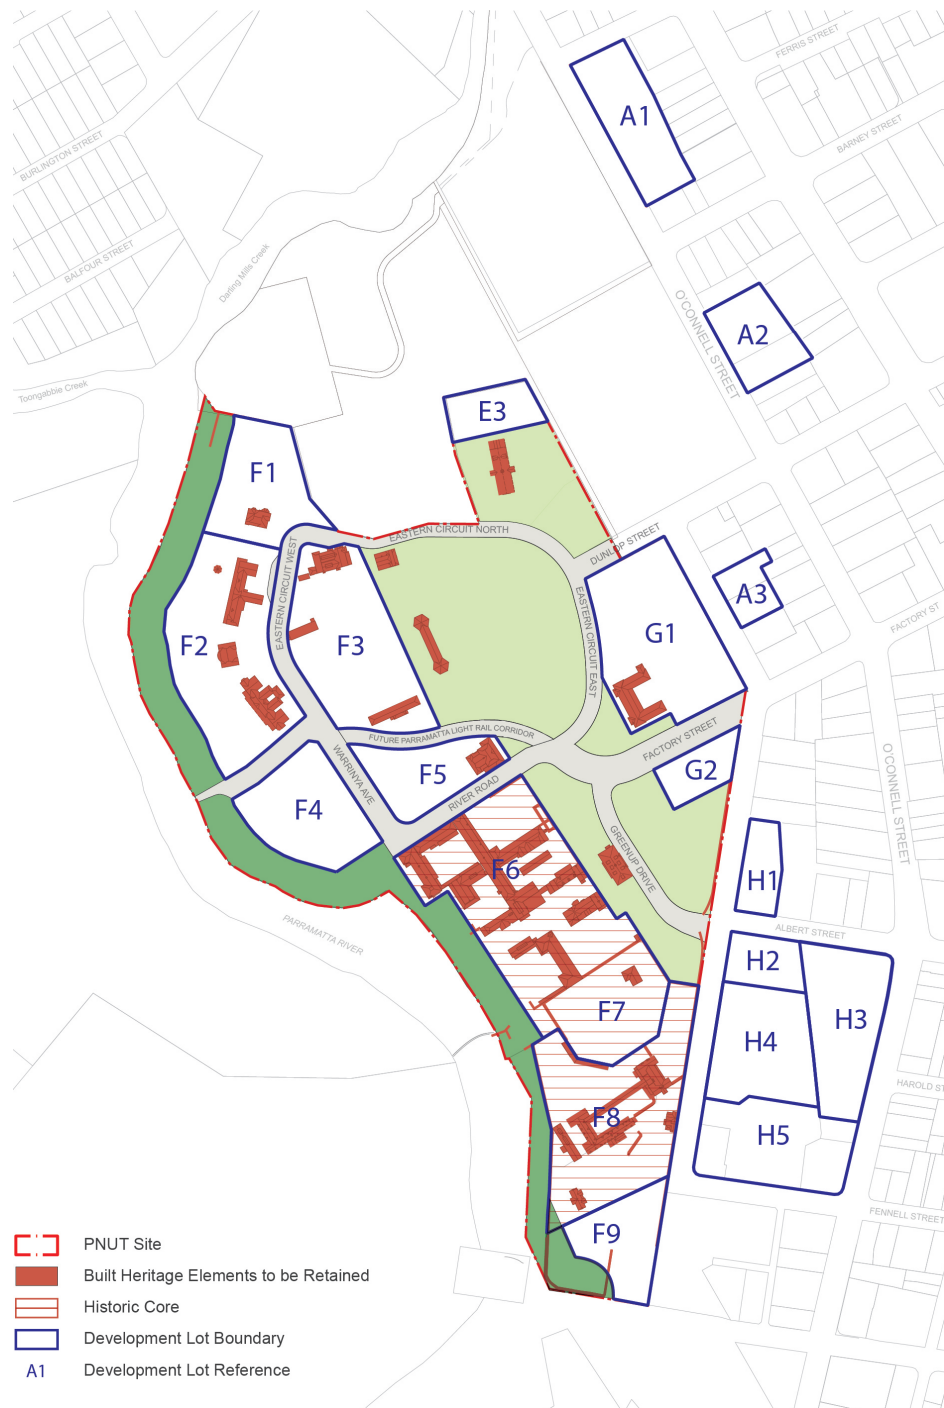 FERRIS STREET
A1
BARNEY STREET
BURLINGTON STREET
BALFOUR STREET
Darling Mills Creek
O'CONNELL STREET
A2
Toongabbie Creek
E3
F1
EASTERN CIRCUIT NORTH
DUNLOP STREET
EASTERN CIRCUIT WEST
EASTERN CIRCUIT EAST
A3
FACTORY ST
F2
F3
G1
FUTURE PARRAMATTA LIGHT RAIL CORRIDOR
FACTORY STREET
WARRINYA AVE
F5
G2
RIVER ROAD
O'CONNELL STREET
F4
GREENUP DRIVE
F6
H1
PARRAMATTA RIVER
ALBERT STREET
H2
F7
H3
H4
HAROLD ST
F8
H5
FENNELL STREET
F9
PNUT Site
Built Heritage Elements to be Retained
Historic Core
Development Lot Boundary
A1 Development Lot Reference